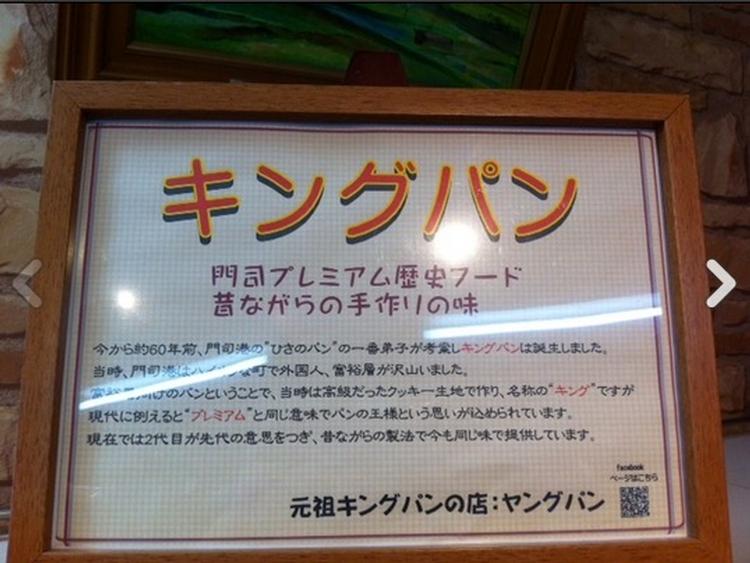 キングパン
門司プレミアム歴史フード
昔ながらの手作りの味
今から約60年前、門司港の"ひさのパン"の一番弟子が考案しキングパンは誕生しました。
当時、門司港はハイカラな町で外国人、富裕層が沢山いました。
富裕層向けのパンということで、当時は高級だったクッキー生地で作り、名称の"キング"ですが
現代に例えると"プレミアム"と同じ意味でパンの王様という思いが込められています。
現在では2代目が先代の意思をつぎ、昔ながらの製法で今も同じ味で提供しています。
facebook
ページはこちら
元祖キングパンの店：ヤングパン